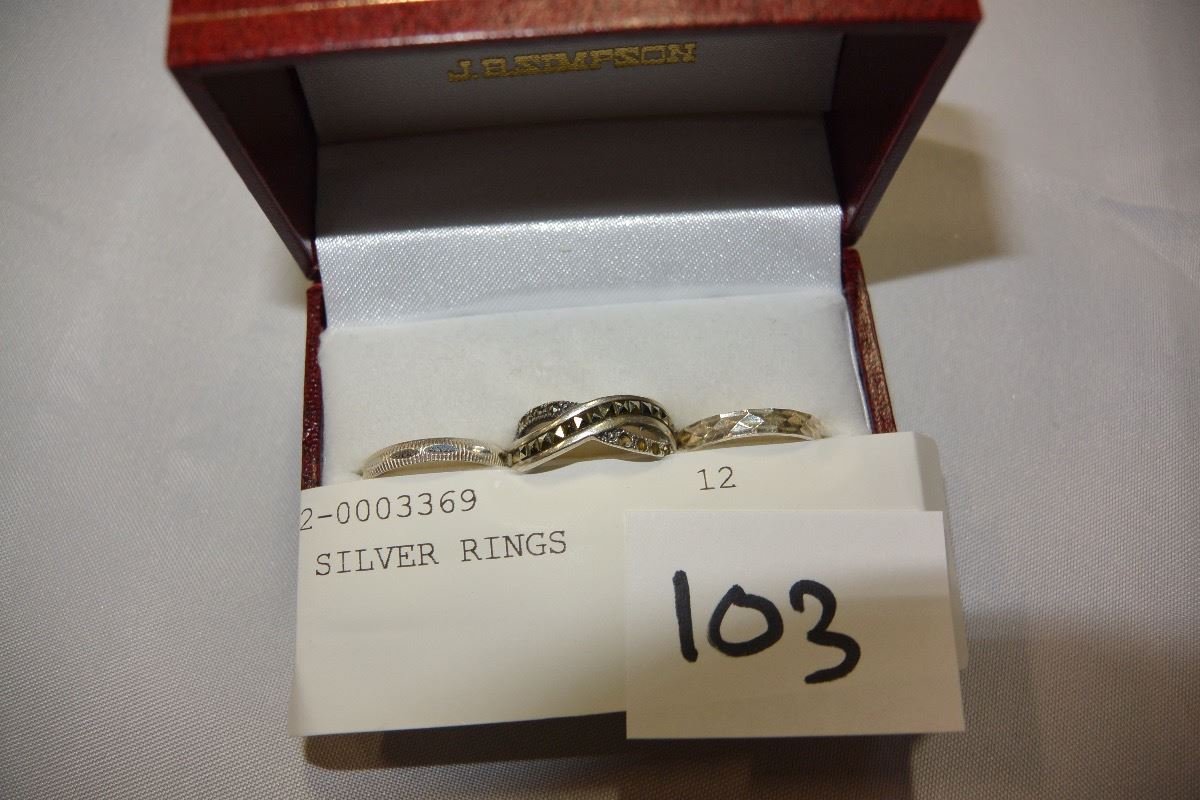 J.B.SIMPSON
2-0003369 12
SILVER RINGS
103